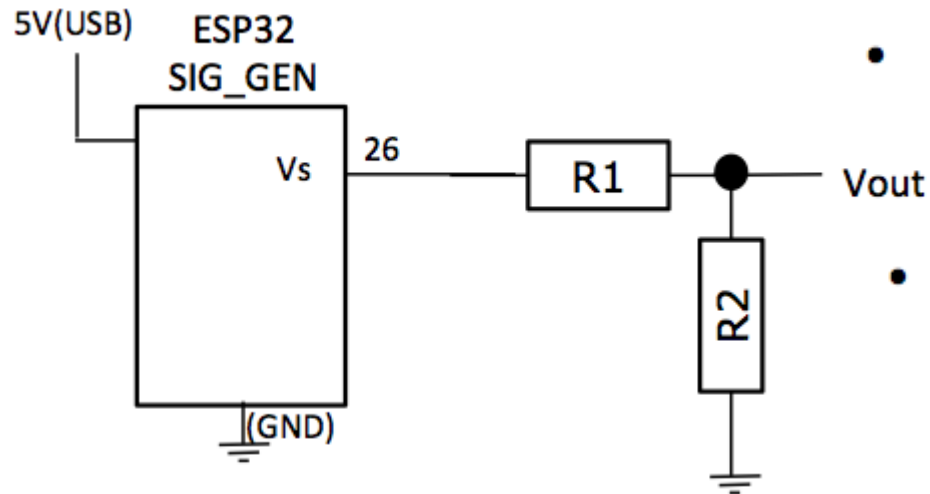 5V(USB)
ESP32
SIG_GEN
Vs
26
R1
Vout
R2
(GND)